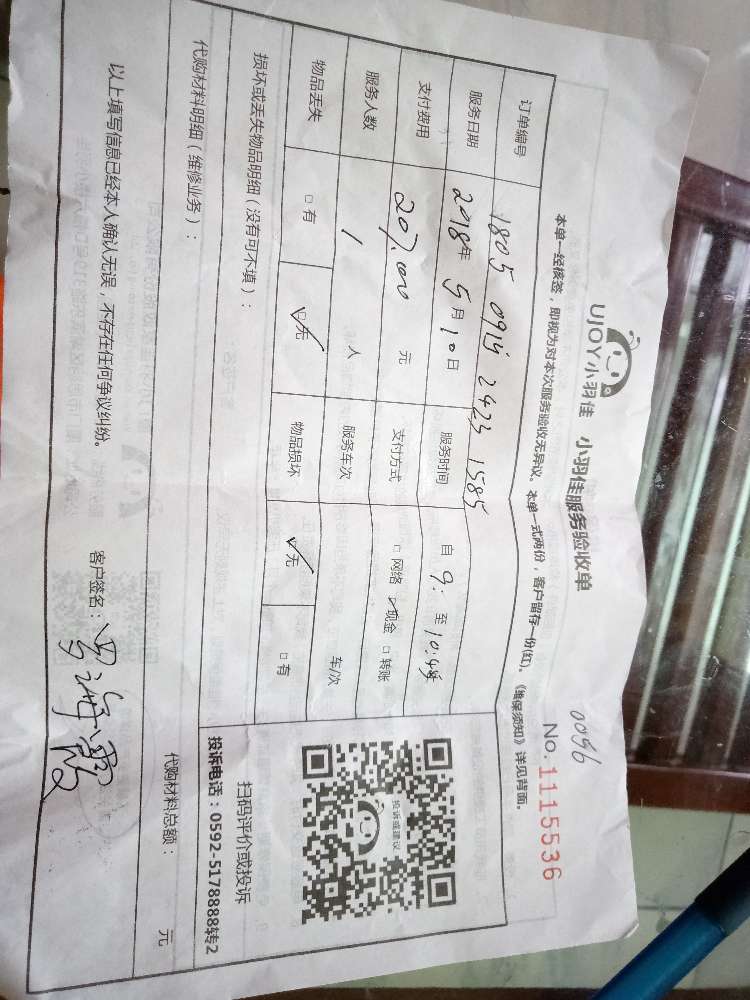 0096
UJOY小羽佳 小羽佳服务验收单 No.1115536
本单一经核签，即视为对本次服务验收无异议。本单一式两份，客户留存一份(红)。《维保须知》详见背面。
订单编号 1805 0915 2423 1585
服务日期 2018年 5月10日 服务时间 自 9: 至 10:48
支付费用 元 支付方式 □ 网络 ✓现金 □ 转账
服务人数 1 人 服务车次 车/次
物品丢失 □ 有 ✓无 物品损坏 ✓无 □ 有
损坏或丢失物品明细（没有可不填）：
投诉或建议
扫码评价或投诉
投诉电话：0592-5178888转2
代购材料明细（维修业务）： 代购材料总额： 元
以上填写信息已经本人确认无误，不存在任何争议纠纷。 客户签名：